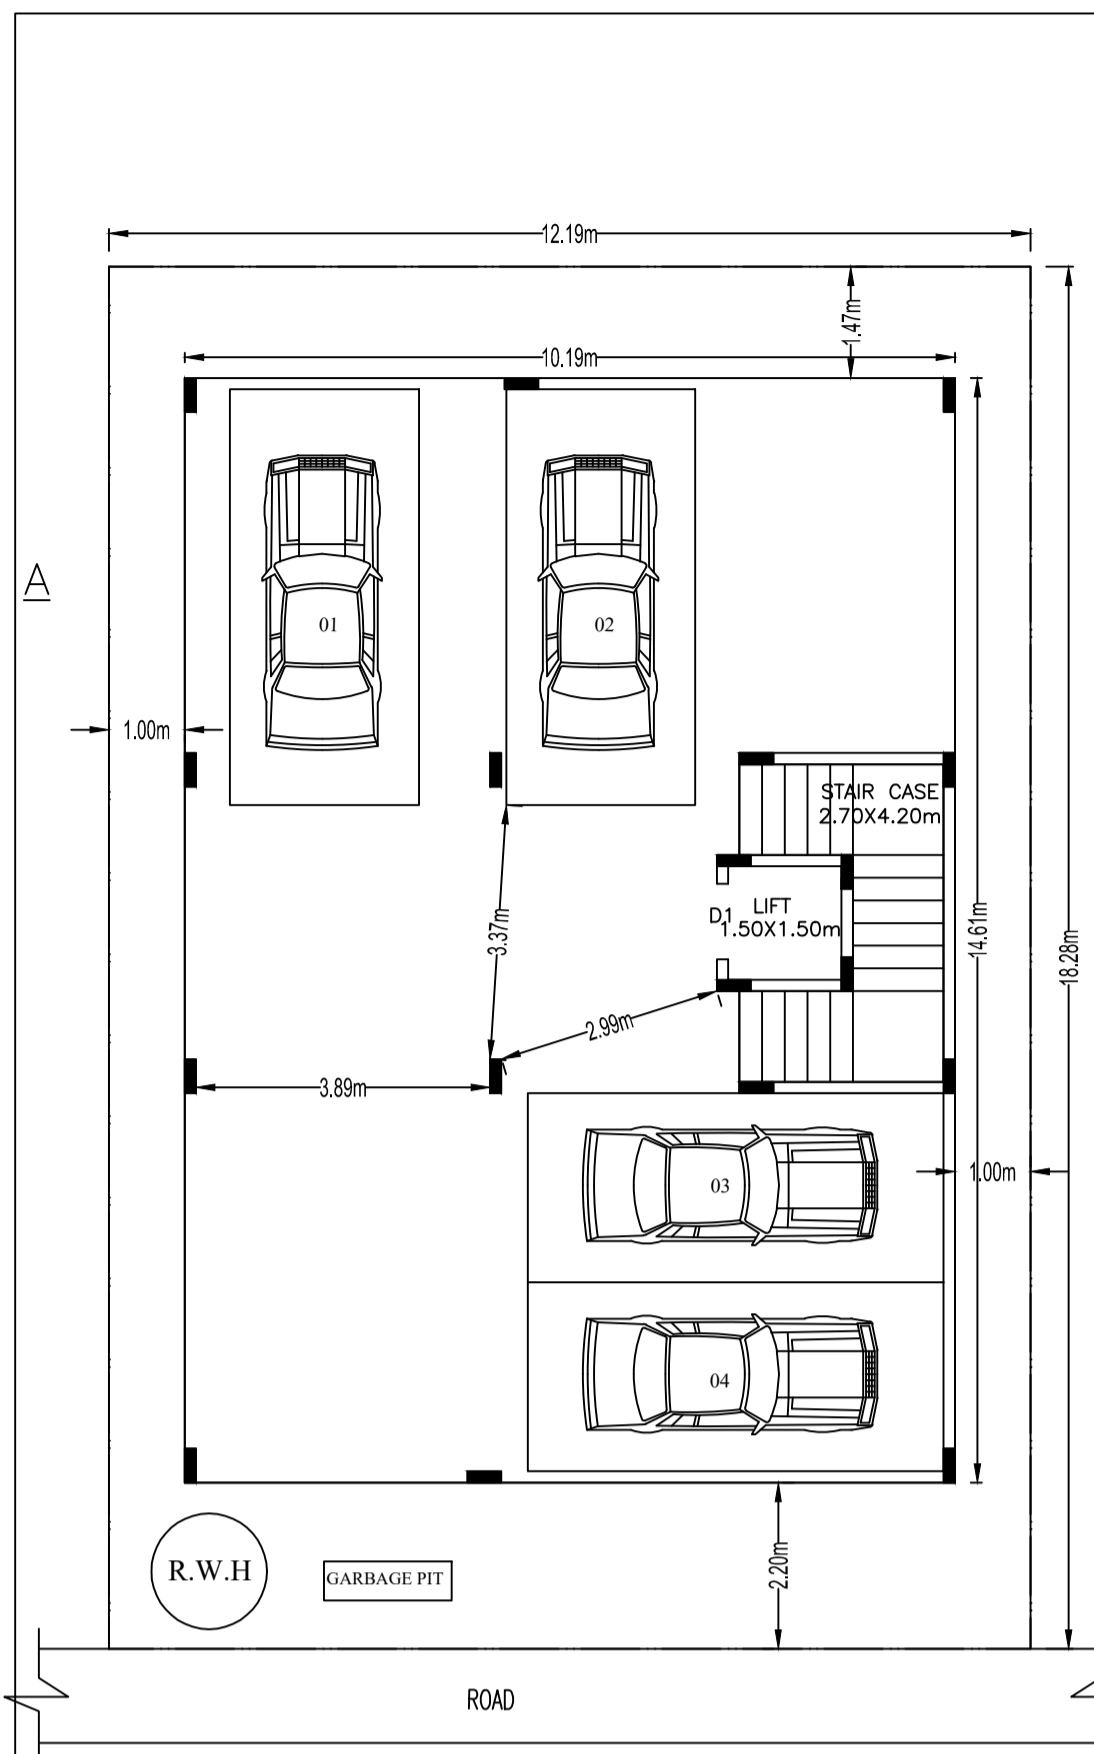 12.19m
1.47m
10.19m
A
01
02
1.00m
STAIR CASE
2.70X4.20m
D1
LIFT
1.50X1.50m
3.37m
14.61m
18.28m
2.99m
3.89m
03
1.00m
04
R.W.H
GARBAGE PIT
2.20m
ROAD